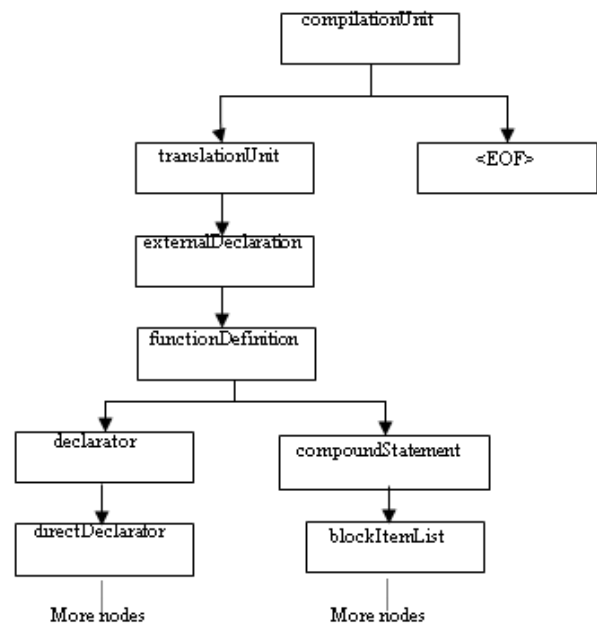 compilationUnit
translationUnit
<EOF>
externalDeclaration
functionDefinition
declarator
compoundStatement
directDeclarator
blockItemList
More nodes
More nodes